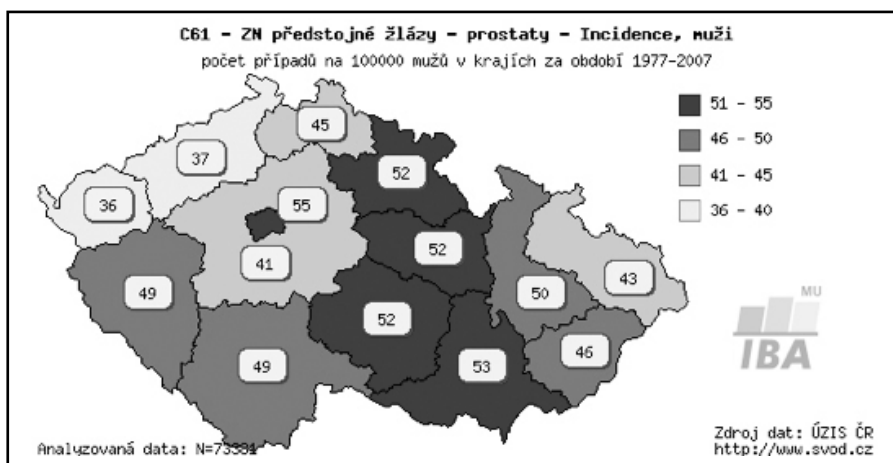 C61 - ZN předstojné žlázy - prostaty - Incidence, muži
počet případů na 100000 mužů v krajích za období 1977-2007
51 - 55
46 - 50
41 - 45
36 - 40
45
37
52
36
55
52
41
43
49
50
52
46
49
53
MU
IBA
Analyzovaná data: N=73331
Zdroj dat: ÚZIS ČR
http://www.svod.cz